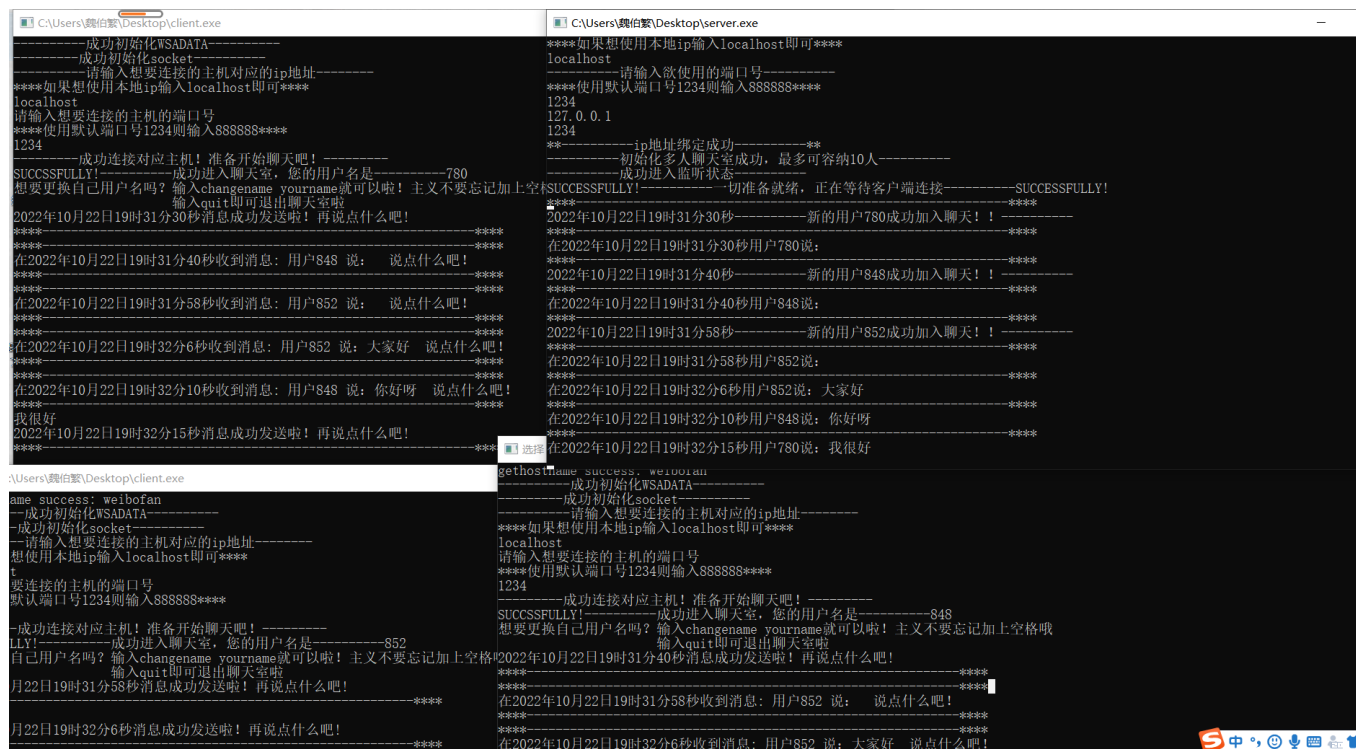 C:\Users\魏伯繁\Desktop\client.exe
----------成功初始化WSADATA----------
---------成功初始化socket----------
----------请输入想要连接的主机对应的ip地址--------
****如果想使用本地ip输入localhost即可****
localhost
请输入想要连接的主机的端口号
****使用默认端口号1234则输入888888****
1234
---------成功连接对应主机！准备开始聊天吧！---------
SUCCSSFULLY!----------成功进入聊天室，您的用户名是----------780
想要更换自己用户名吗？输入changename yourname就可以啦！主义不要忘记加上空格
输入quit即可退出聊天室啦
2022年10月22日19时31分30秒消息成功发送啦！再说点什么吧！
****------------------------------------------------------------****
****------------------------------------------------------------****
在2022年10月22日19时31分40秒收到消息: 用户848 说：  说点什么吧！
****------------------------------------------------------------****
****------------------------------------------------------------****
在2022年10月22日19时31分58秒收到消息: 用户852 说：  说点什么吧！
****------------------------------------------------------------****
****------------------------------------------------------------****
在2022年10月22日19时32分6秒收到消息: 用户852 说：大家好  说点什么吧！
****------------------------------------------------------------****
****------------------------------------------------------------****
在2022年10月22日19时32分10秒收到消息: 用户848 说：你好呀  说点什么吧！
****------------------------------------------------------------****
我很好
2022年10月22日19时32分15秒消息成功发送啦！再说点什么吧！
****------------------------------------------------------------***
C:\Users\魏伯繁\Desktop\server.exe
****如果想使用本地ip输入localhost即可****
localhost
----------请输入欲使用的端口号----------
****使用默认端口号1234则输入888888****
1234
127.0.0.1
1234
**----------ip地址绑定成功----------**
----------初始化多人聊天室成功，最多可容纳10人----------
----------成功进入监听状态----------
SUCCESSFULLY!----------一切准备就绪，正在等待客户端连接----------SUCCESSFULLY!
****------------------------------------------------------------****
2022年10月22日19时31分30秒----------新的用户780成功加入聊天！！----------
****------------------------------------------------------------****
在2022年10月22日19时31分30秒用户780说：
****------------------------------------------------------------****
2022年10月22日19时31分40秒----------新的用户848成功加入聊天！！----------
****------------------------------------------------------------****
在2022年10月22日19时31分40秒用户848说：
****------------------------------------------------------------****
2022年10月22日19时31分58秒----------新的用户852成功加入聊天！！----------
****------------------------------------------------------------****
在2022年10月22日19时31分58秒用户852说：
****------------------------------------------------------------****
在2022年10月22日19时32分6秒用户852说：大家好
****------------------------------------------------------------****
在2022年10月22日19时32分10秒用户848说：你好呀
****------------------------------------------------------------****
在2022年10月22日19时32分15秒用户780说：我很好
:\Users\魏伯繁\Desktop\client.exe
ame success: weibofan
--成功初始化WSADATA----------
-成功初始化socket----------
--请输入想要连接的主机对应的ip地址--------
想使用本地ip输入localhost即可****
t
要连接的主机的端口号
默认端口号1234则输入888888****
-成功连接对应主机！准备开始聊天吧！---------
LLY!----------成功进入聊天室，您的用户名是----------852
自己用户名吗？输入changename yourname就可以啦！主义不要忘记加上空格
输入quit即可退出聊天室啦
月22日19时31分58秒消息成功发送啦！再说点什么吧！
------------------------------------------------------------****
月22日19时32分6秒消息成功发送啦！再说点什么吧！
------------------------------------------------------------****
选择
gethostname success: weibofan
----------成功初始化WSADATA----------
---------成功初始化socket----------
----------请输入想要连接的主机对应的ip地址--------
****如果想使用本地ip输入localhost即可****
localhost
请输入想要连接的主机的端口号
****使用默认端口号1234则输入888888****
1234
---------成功连接对应主机！准备开始聊天吧！---------
SUCCSSFULLY!----------成功进入聊天室，您的用户名是----------848
想要更换自己用户名吗？输入changename yourname就可以啦！主义不要忘记加上空格哦
输入quit即可退出聊天室啦
2022年10月22日19时31分40秒消息成功发送啦！再说点什么吧！
****------------------------------------------------------------****
****------------------------------------------------------------****
在2022年10月22日19时31分58秒收到消息: 用户852 说：  说点什么吧！
****------------------------------------------------------------****
****------------------------------------------------------------****
在2022年10月22日19时32分6秒收到消息: 用户852 说：大家好  说点什么吧！
中